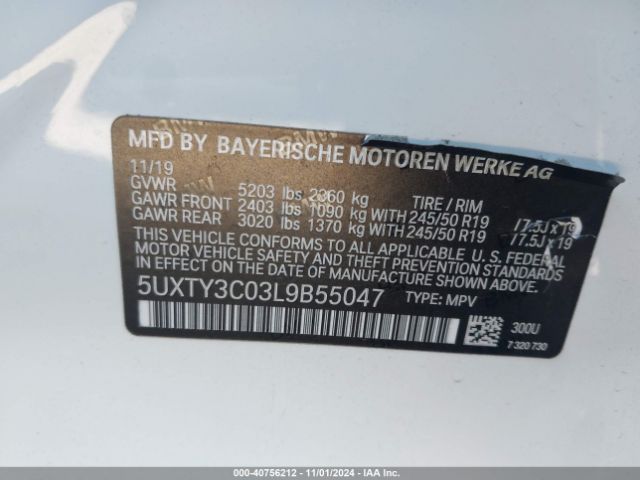 MFD BY BAYERISCHE MOTOREN WERKE AG
11/19
GVWR 5203 lbs 2360 kg TIRE / RIM
GAWR FRONT 2403 lbs 1090 kg WITH 245/50 R19 / 7.5J x 19
GAWR REAR 3020 lbs 1370 kg WITH 245/50 R19 / 7.5J x 19
THIS VEHICLE CONFORMS TO ALL APPLICABLE U.S. FEDERAL
MOTOR VEHICLE SAFETY, BUMPER, AND THEFT
PREVENTION STANDARDS IN EFFECT ON THE DATE OF MANUFACTURE SHOWN ABOVE.
5UXTY3C03L9B55047 TYPE: MPV
300U
7 320 730
000-40756212 - 11/01/2024 - IAAI.COM